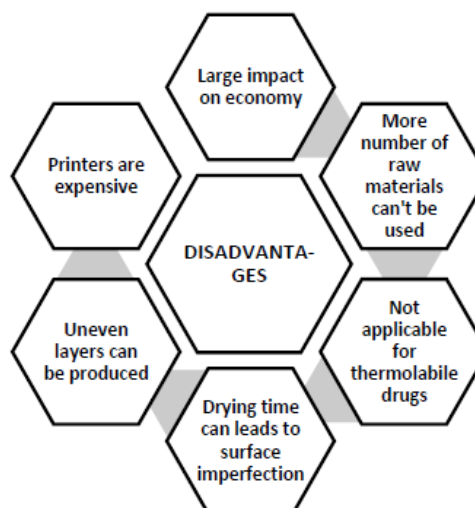 Large impact
on economy
More
number of
raw
materials
can't be
used
Not
applicable
for
thermolabile
drugs
Drying time
can leads to
surface
imperfection
Uneven
layers can
be produced
Printers are
expensive
DISADVANTA-
GES